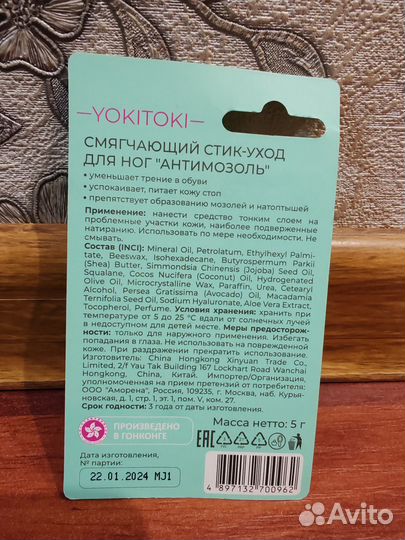 —YOKITOKI—
СМЯГЧАЮЩИЙ СТИК-УХОД
ДЛЯ НОГ "АНТИМОЗОЛЬ"
• уменьшает трение в обуви
• успокаивает, питает кожу стоп
• препятствует образованию мозолей и натоптышей
Применение: нанести средство тонким слоем на
проблемные участки кожи, наиболее подверженные
натиранию. Использовать по мере необходимости. Не
смывать.
Состав (INCI): Mineral Oil, Petrolatum, Ethylhexyl Palmi-
tate, Beeswax, Isohexadecane, Butyrospermum Parkii
(Shea) Butter, Simmondsia Chinensis (Jojoba) Seed Oil,
Squalane, Cocos Nucifera (Coconut) Oil, Hydrogenated
Olive Oil, Microcrystalline Wax, Paraffin, Urea, Cetearyl
Alcohol, Persea Gratissima (Avocado) Oil, Macadamia
Ternifolia Seed Oil, Sodium Hyaluronate, Aloe Vera Extract,
Tocopherol, Perfume. Условия хранения: хранить при
температуре от 5 до 25 °C вдали от солнечных лучей
в недоступном для детей месте. Меры предосторож-
ности: только для наружного применения. Избегать
попадания в глаза. Не использовать на поврежденной
коже. При раздражении прекратить использование.
Изготовитель: China Hongkong Xinyuan Trade Co.,
Limited, 2/F Yau Tak Building 167 Lockhart Road Wanchai
Hongkong, China, Китай. Импортер/Организация,
уполномоченная на прием претензий от потребителя:
ООО "Аморена", Россия, 109235, г. Москва, наб. Курья-
новская, д. 1, стр. 1, эт. 1, пом. V, ком. 27.
Срок годности: 3 года от даты изготовления.
ПРОИЗВЕДЕНО
В ГОНКОНГЕ
Масса нетто: 5 г
EAC
Дата изготовления,
№ партии:
22.01.2024 MJ1
4 897132 700962
Avito